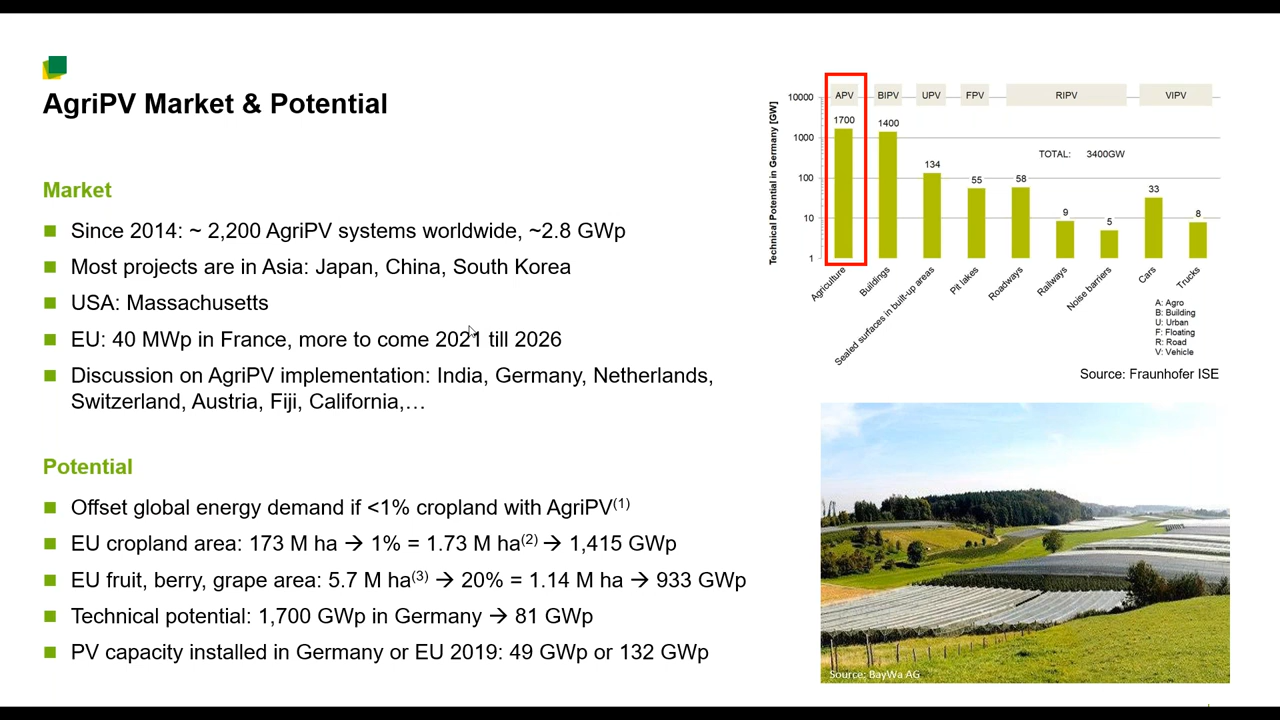 AgriPV Market & Potential
Market
Since 2014: ~ 2,200 AgriPV systems worldwide, ~2.8 GWp
Most projects are in Asia: Japan, China, South Korea
USA: Massachusetts
EU: 40 MWp in France, more to come 2021 till 2026
Discussion on AgriPV implementation: India, Germany, Netherlands,
Switzerland, Austria, Fiji, California,…
Potential
Offset global energy demand if <1% cropland with AgriPV(1)
EU cropland area: 173 M ha → 1% = 1.73 M ha(2) → 1,415 GWp
EU fruit, berry, grape area: 5.7 M ha(3) → 20% = 1.14 M ha → 933 GWp
Technical potential: 1,700 GWp in Germany → 81 GWp
PV capacity installed in Germany or EU 2019: 49 GWp or 132 GWp
Technical Potential in Germany [GW]
10000
1000
100
10
1
APV BIPV UPV FPV RIPV VIPV
1700 1400 134 55 58 9 5 33 8
TOTAL: 3400GW
Agriculture
Buildings
Sealed surfaces in built-up areas
Pit lakes
Roadways
Railways
Noise barriers
Cars
Trucks
A: Agro
B: Building
U: Urban
F: Floating
R: Road
V: Vehicle
Source: Fraunhofer ISE
Source: BayWa AG